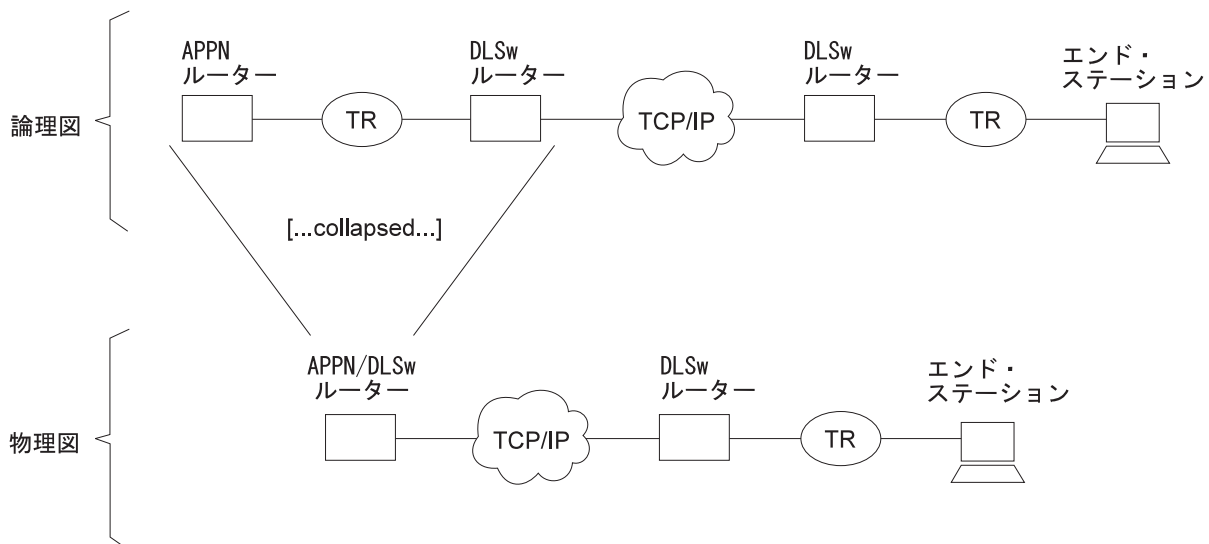 APPN
ルーター
DLSw
ルーター
DLSw
ルーター
エンド・
ステーション
論理図
TR
TCP/IP
TR
[...collapsed...]
APPN/DLSw
ルーター
DLSw
ルーター
エンド・
ステーション
物理図
TCP/IP
TR